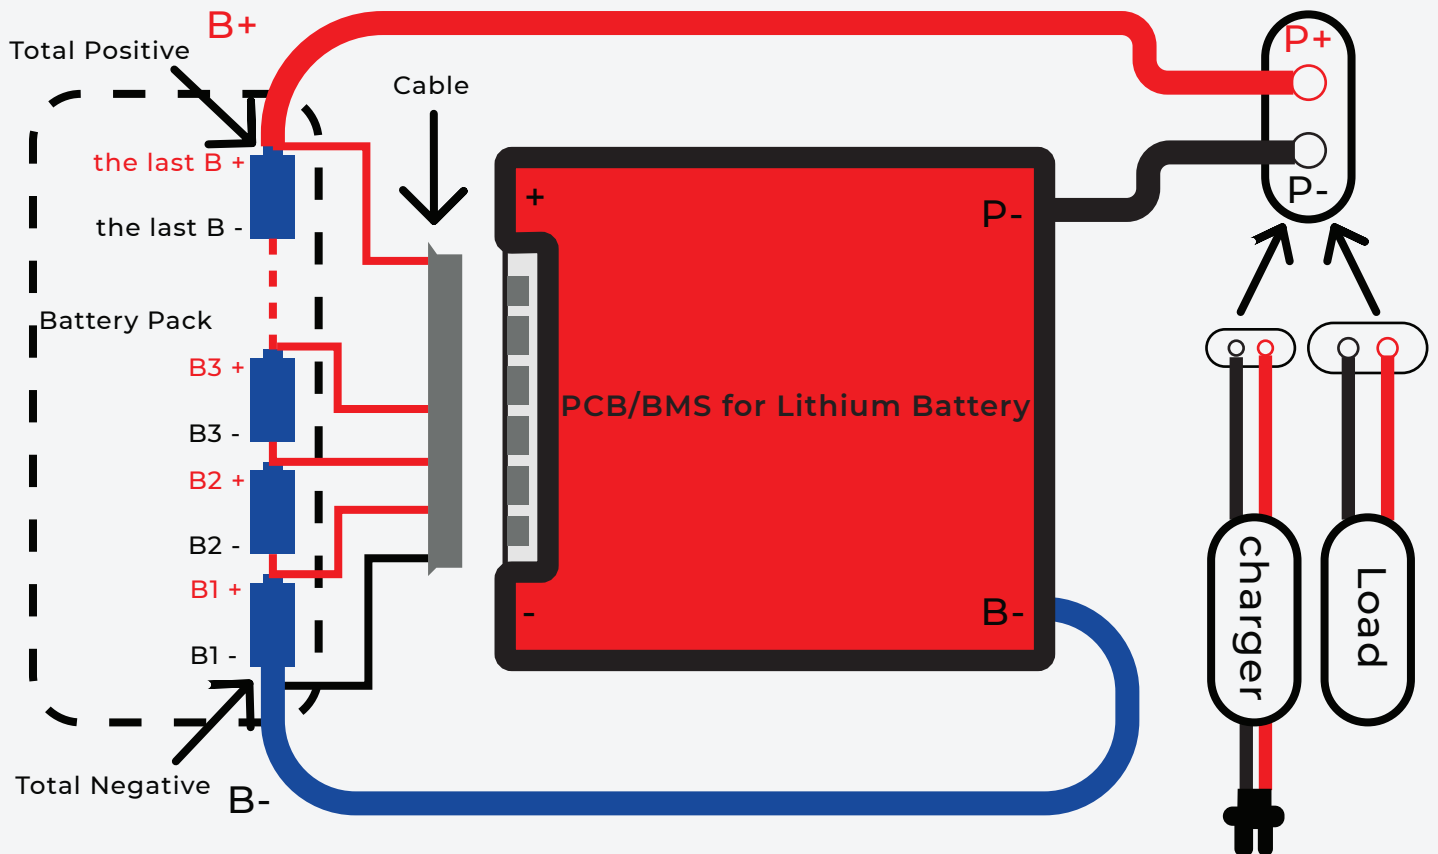 B+
Total Positive
P+
Cable
the last B +
P-
+
P-
the last B -
Battery Pack
B3 +
PCB/BMS for Lithium Battery
B3 -
B2 +
B2 -
B1 +
-
B-
B1 -
charger
Load
Total Negative
B-